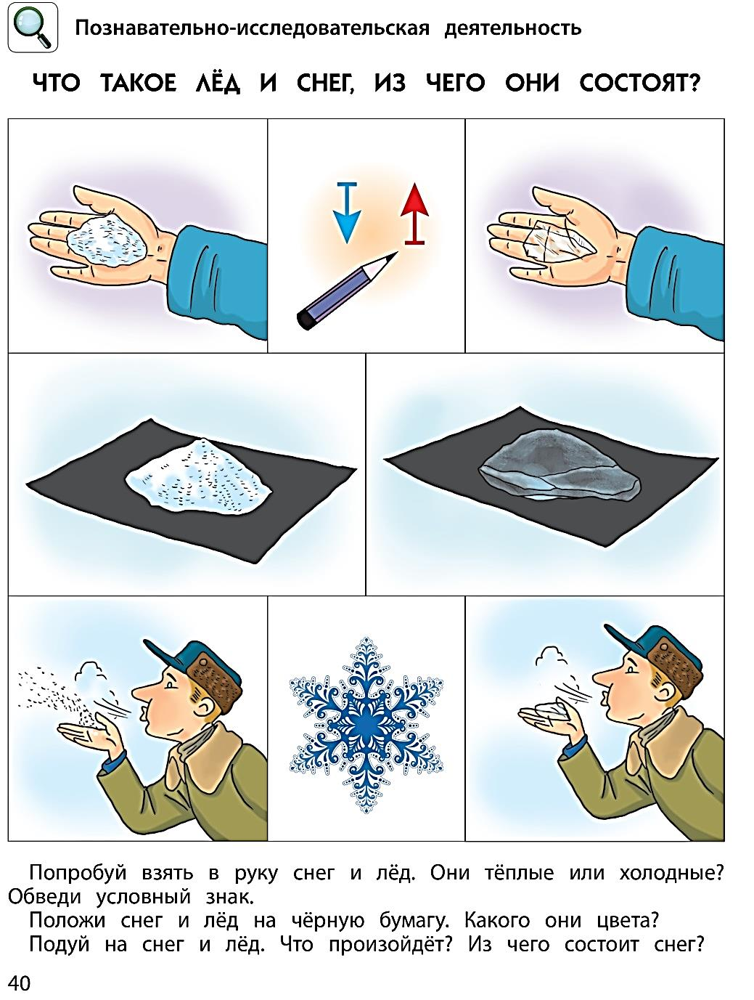 Познавательно-исследовательская деятельность
ЧТО ТАКОЕ ЛЁД И СНЕГ, ИЗ ЧЕГО ОНИ СОСТОЯТ?
Попробуй взять в руку снег и лёд. Они тёплые или холодные?
Обведи условный знак.
Положи снег и лёд на чёрную бумагу. Какого они цвета?
Подуй на снег и лёд. Что произойдёт? Из чего состоит снег?
40